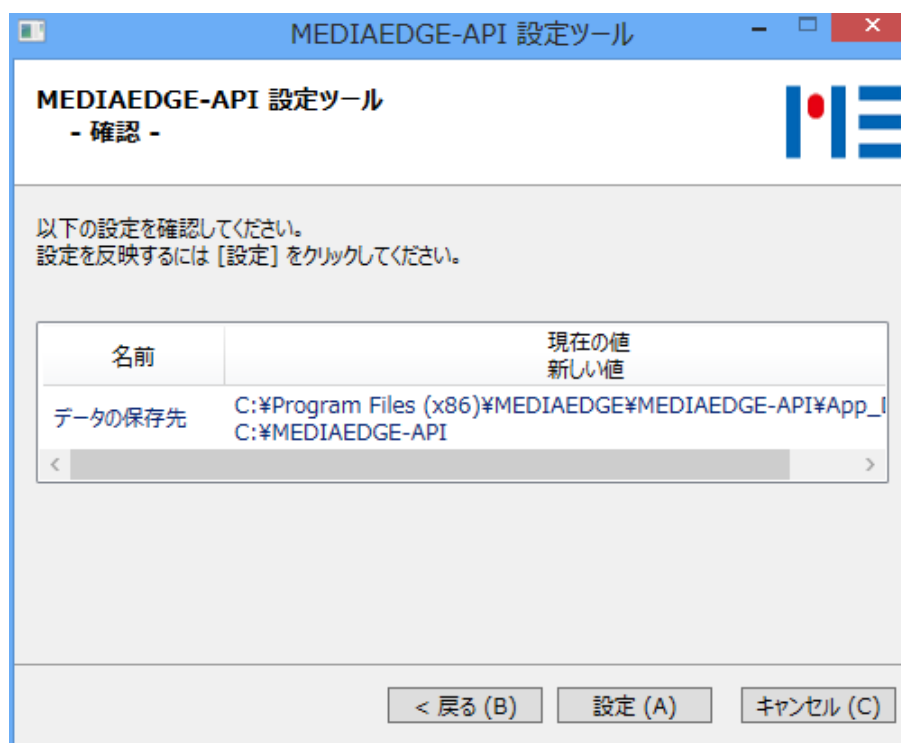 MEDIAEDGE-API 設定ツール
MEDIAEDGE-API 設定ツール
- 確認 -
以下の設定を確認してください。
設定を反映するには [設定] をクリックしてください。
名前
現在の値
新しい値
データの保存先
C:¥Program Files (x86)¥MEDIAEDGE¥MEDIAEDGE-API¥App_
C:¥MEDIAEDGE-API
< 戻る (B) 設定 (A) キャンセル (C)